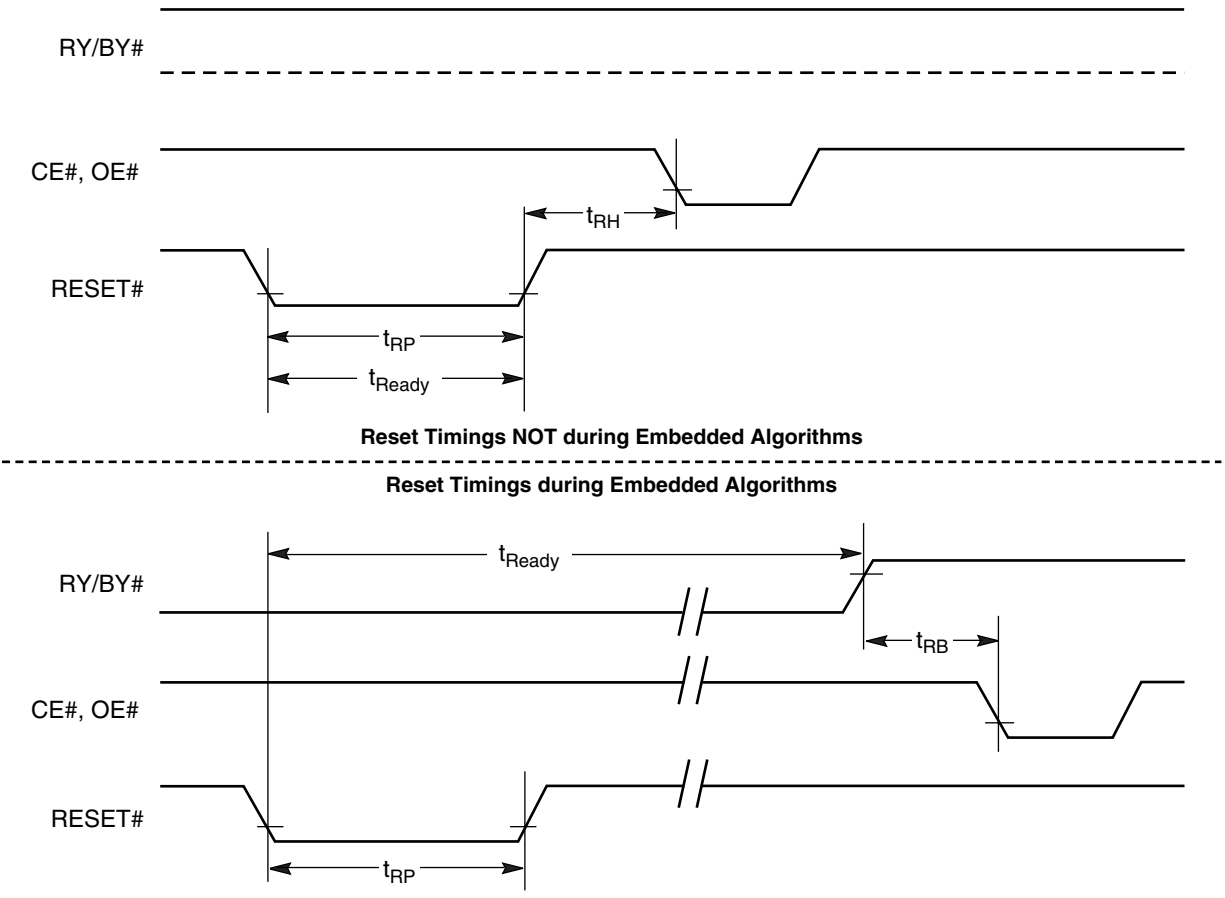 RY/BY#
CE#, OE#
tRH
RESET#
tRP
tReady
Reset Timings NOT during Embedded Algorithms
Reset Timings during Embedded Algorithms
tReady
RY/BY#
tRB
CE#, OE#
RESET#
tRP